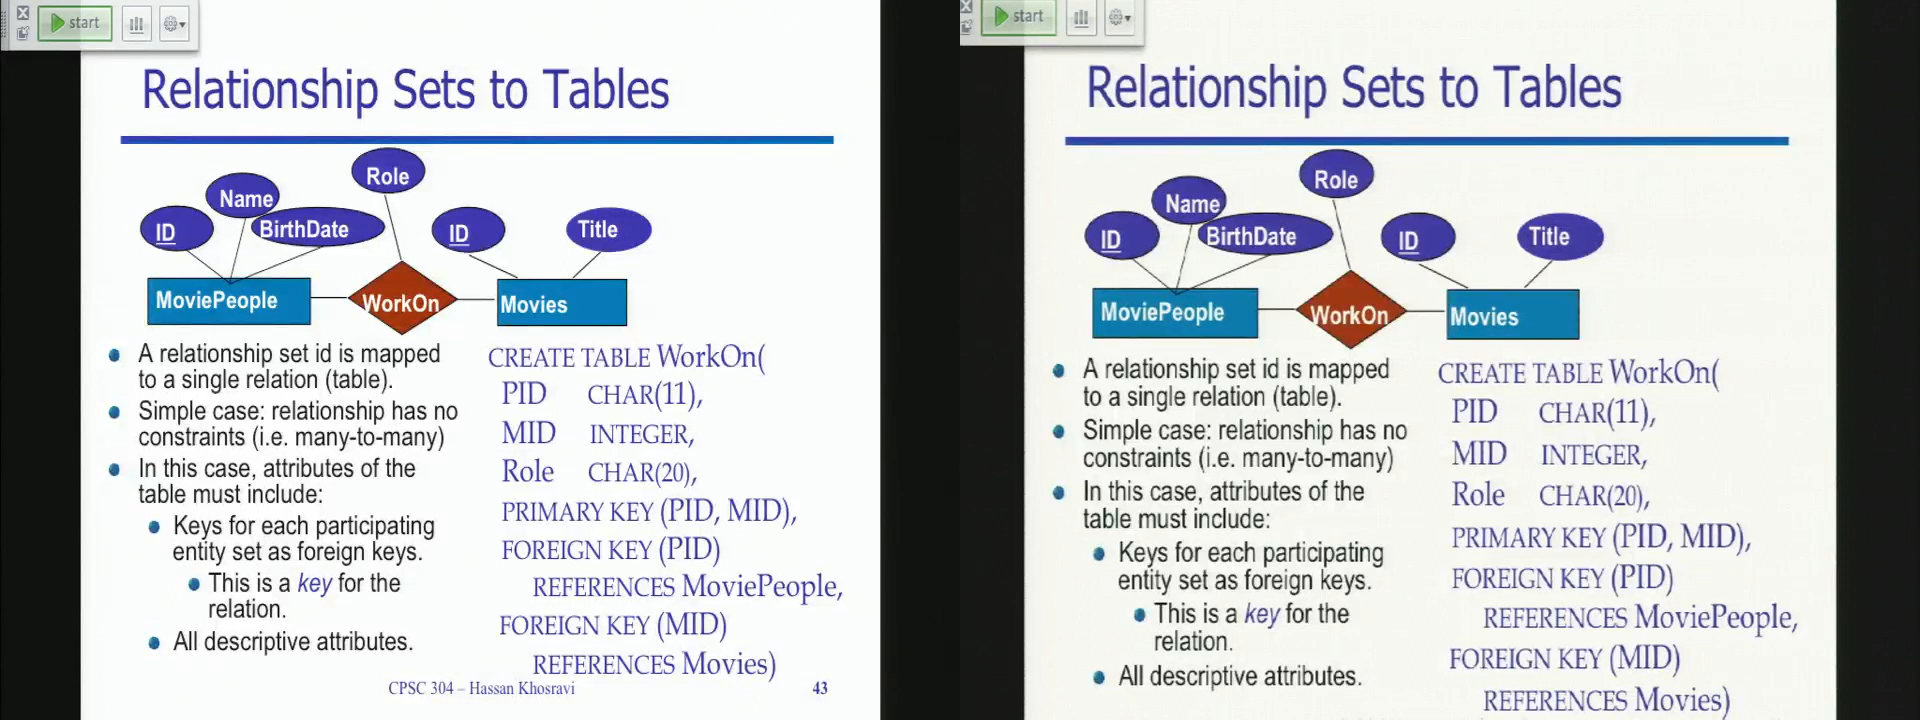 start
Relationship Sets to Tables
Role
Name
ID
BirthDate
ID
Title
MoviePeople
WorkOn
Movies
A relationship set id is mapped
to a single relation (table).
Simple case: relationship has no
constraints (i.e. many-to-many)
In this case, attributes of the
table must include:
Keys for each participating
entity set as foreign keys.
This is a key for the
relation.
All descriptive attributes.
CREATE TABLE WorkOn(
PID CHAR(11),
MID INTEGER,
Role CHAR(20),
PRIMARY KEY (PID, MID),
FOREIGN KEY (PID)
REFERENCES MoviePeople,
FOREIGN KEY (MID)
REFERENCES Movies)
CPSC 304 – Hassan Khosravi
43
start
Relationship Sets to Tables
Role
Name
ID
BirthDate
ID
Title
MoviePeople
WorkOn
Movies
A relationship set id is mapped
to a single relation (table).
Simple case: relationship has no
constraints (i.e. many-to-many)
In this case, attributes of the
table must include:
Keys for each participating
entity set as foreign keys.
This is a key for the
relation.
All descriptive attributes.
CREATE TABLE WorkOn(
PID CHAR(11),
MID INTEGER,
Role CHAR(20),
PRIMARY KEY (PID, MID),
FOREIGN KEY (PID)
REFERENCES MoviePeople,
FOREIGN KEY (MID)
REFERENCES Movies)